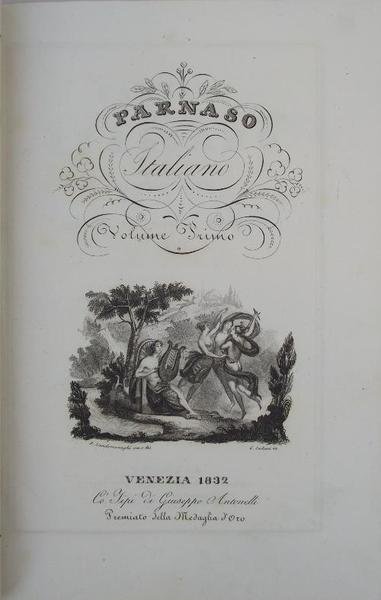 PARNASO
Italiano
Volume Primo
VENEZIA 1832
Co' Tipi di Giuseppe Antonelli
Premiato della Medaglia d'Oro